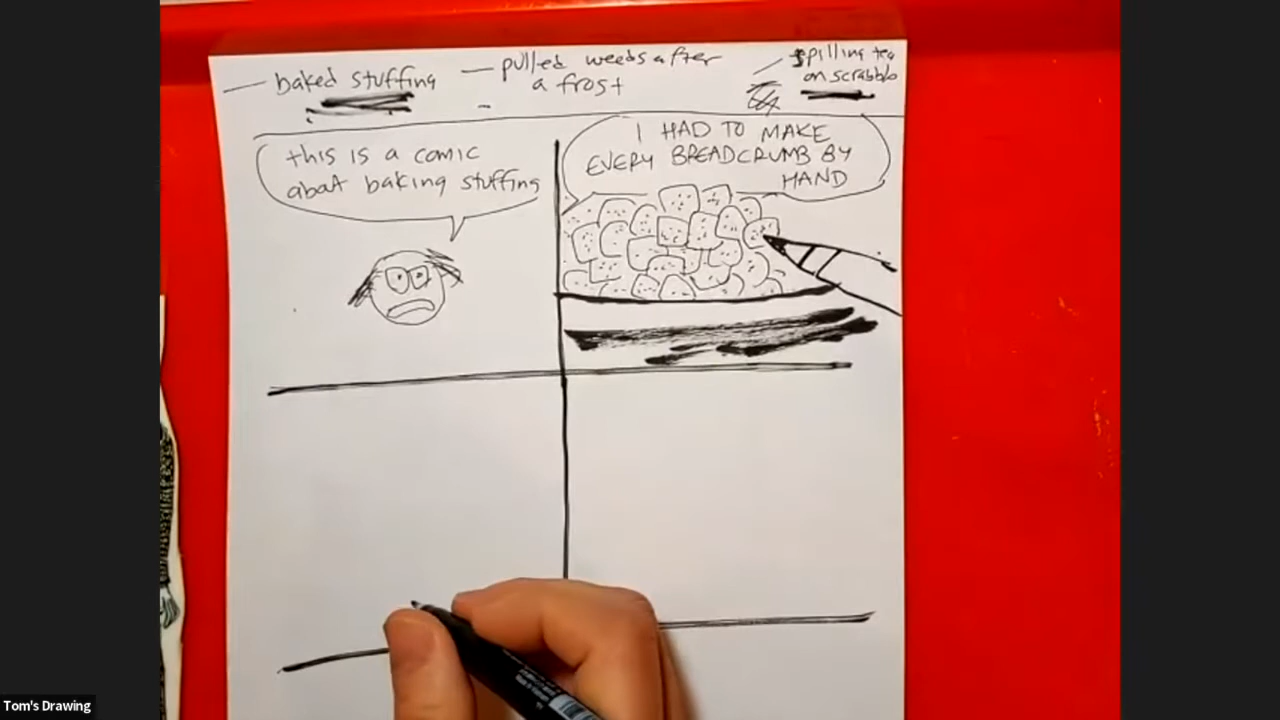 — baked stuffing
— pulled weeds after
a frost
— spilling tea
on scrabble
this is a comic
about baking stuffing
I HAD TO MAKE
EVERY BREADCRUMB BY
HAND
Tom's Drawing